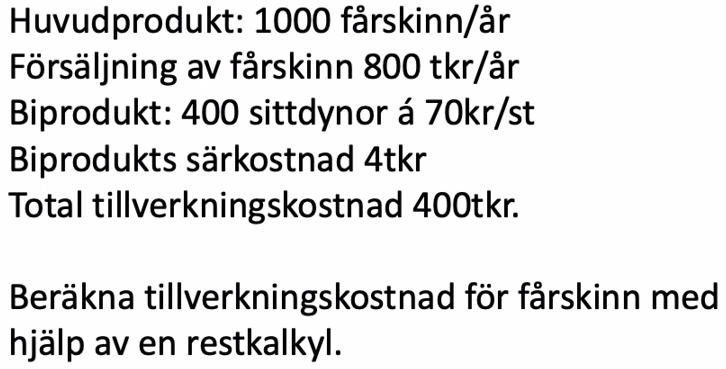 Huvudprodukt: 1000 fårskinn/år
Försäljning av fårskinn 800 tkr/år
Biprodukt: 400 sittdynor á 70kr/st
Biprodukts särkostnad 4tkr
Total tillverkningskostnad 400tkr.
Beräkna tillverkningskostnad för fårskinn med
hjälp av en restkalkyl.